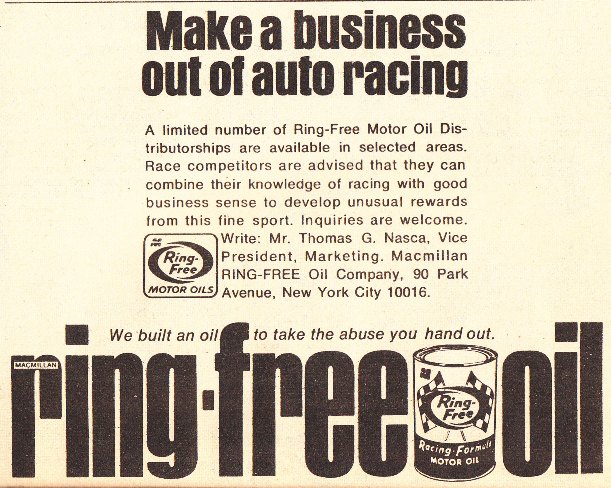 Make a business
out of auto racing
A limited number of Ring-Free Motor Oil Dis-
tributorships are available in selected areas.
Race competitors are advised that they can
combine their knowledge of racing with good
business sense to develop unusual rewards
from this fine sport. Inquiries are welcome.
Write: Mr. Thomas G. Nasca, Vice
President, Marketing. Macmillan
RING-FREE Oil Company, 90 Park
Avenue, New York City 10016.
Ring-
Free
MOTOR OILS
We built an oil to take the abuse you hand out.
MACMILLAN
ring-free oil
Ring-
Free
Racing-Formula
MOTOR OIL